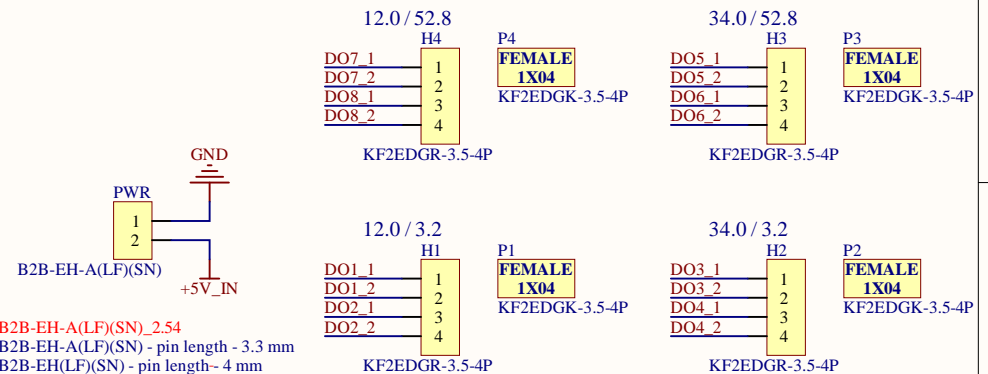 12.0 / 52.8
H4
DO7_1
DO7_2
DO8_1
DO8_2
1
2
3
4
KF2EDGR-3.5-4P
P4
FEMALE
1X04
KF2EDGK-3.5-4P
34.0 / 52.8
H3
DO5_1
DO5_2
DO6_1
DO6_2
1
2
3
4
KF2EDGR-3.5-4P
P3
FEMALE
1X04
KF2EDGK-3.5-4P
GND
PWR
1
2
B2B-EH-A(LF)(SN)
+5V_IN
12.0 / 3.2
H1
DO1_1
DO1_2
DO2_1
DO2_2
1
2
3
4
KF2EDGR-3.5-4P
P1
FEMALE
1X04
KF2EDGK-3.5-4P
34.0 / 3.2
H2
DO3_1
DO3_2
DO4_1
DO4_2
1
2
3
4
KF2EDGR-3.5-4P
P2
FEMALE
1X04
KF2EDGK-3.5-4P
B2B-EH-A(LF)(SN)_2.54
B2B-EH-A(LF)(SN) - pin length - 3.3 mm
B2B-EH(LF)(SN) - pin length-- 4 mm